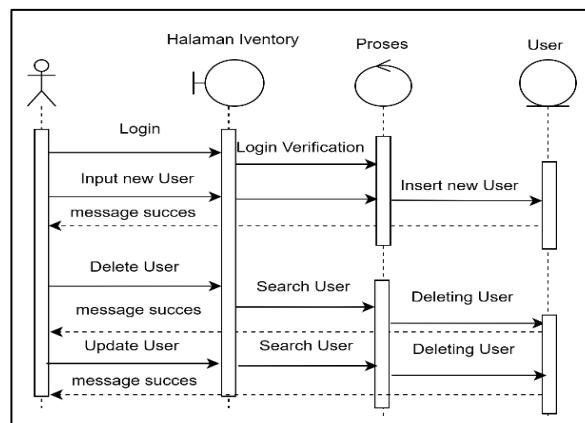 Halaman Iventory
Proses
User
Login
Login Verification
Input new User
Insert new User
message succes
Delete User
Search User
Deleting User
message succes
Update User
Search User
Deleting User
message succes